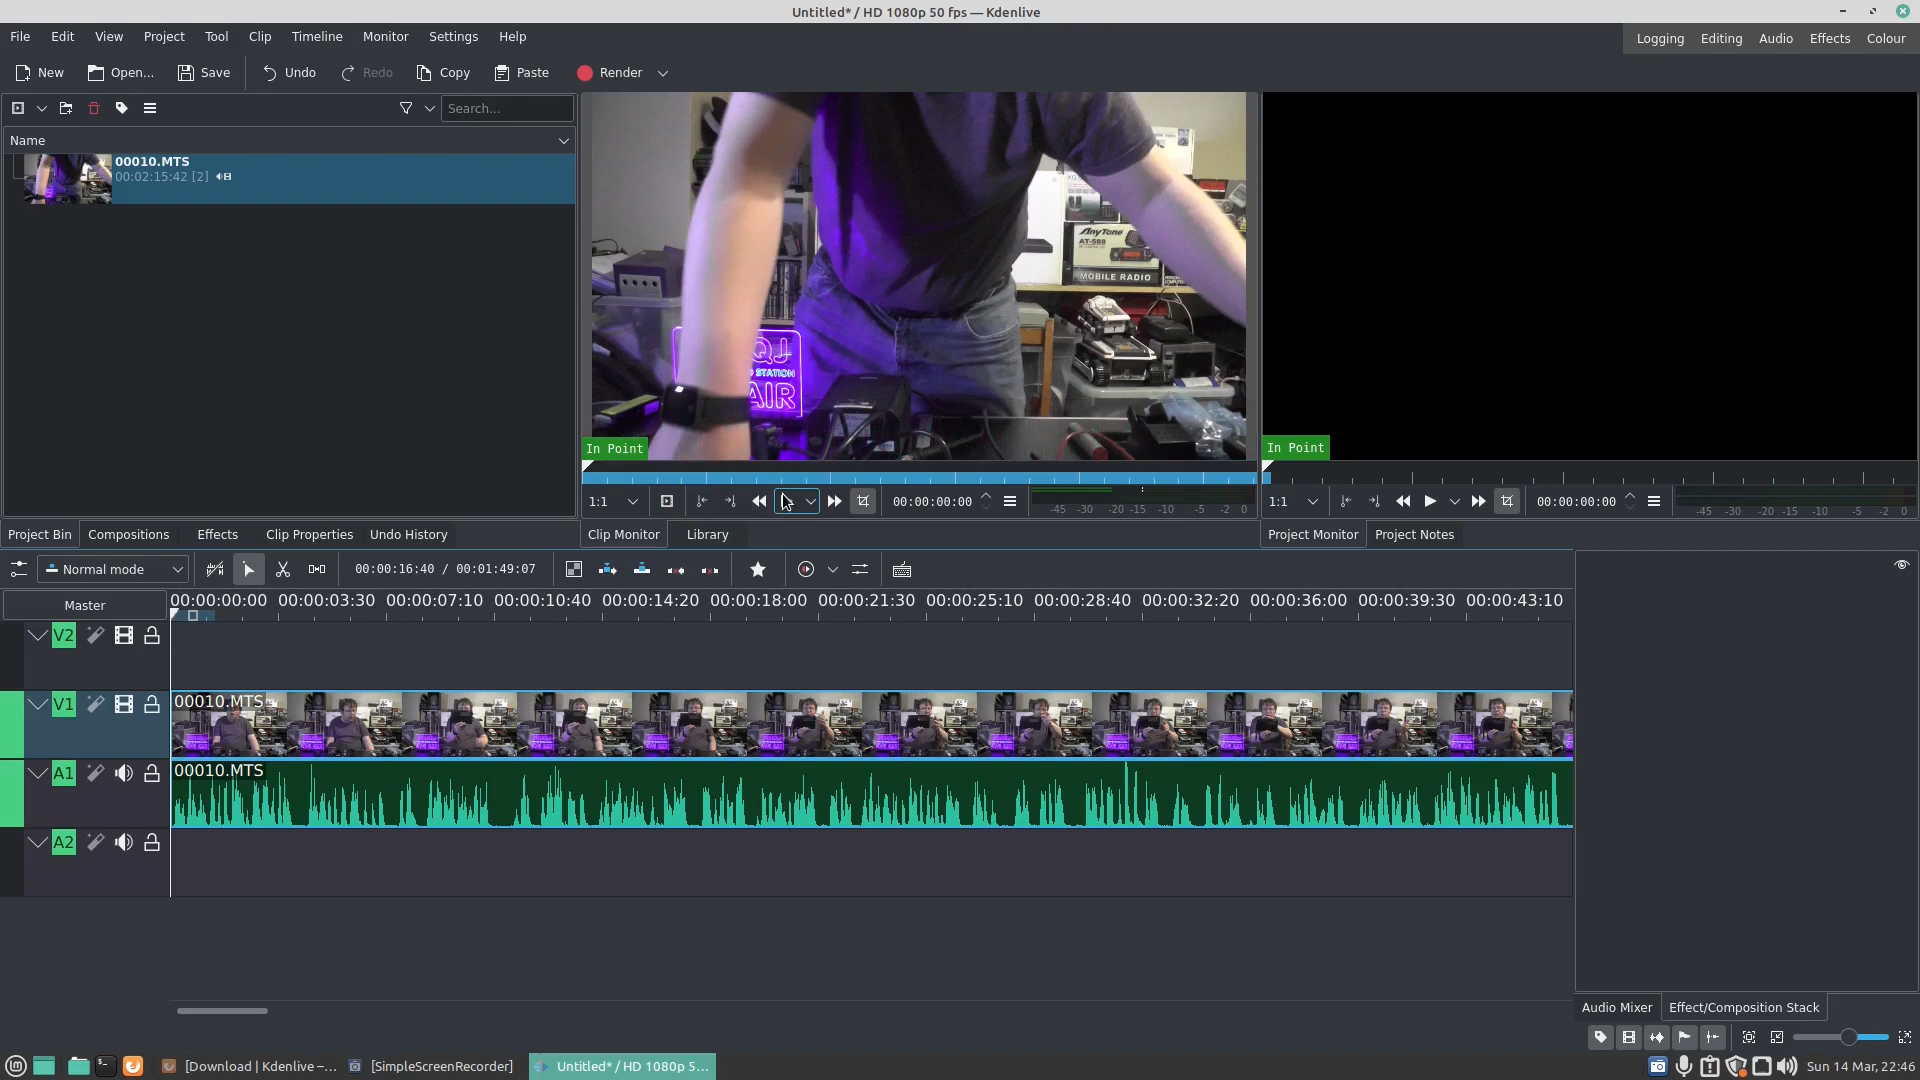 Untitled* / HD 1080p 50 fps — Kdenlive
File Edit View Project Tool Clip Timeline Monitor Settings Help
Logging Editing Audio Effects Colour
New Open... Save Undo Redo Copy Paste Render
Search...
Name
00010.MTS
00:02:15:42 [2]
AnyTone
AT-588
MOBILE RADIO
QJ
STATION
AIR
In Point
In Point
1:1 00:00:00:00 -45 -30 -20 -15 -10 -5 -2 0
1:1 00:00:00:00 -45 -30 -20 -15 -10 -5 -2 0
Project Bin Compositions Effects Clip Properties Undo History
Clip Monitor Library
Project Monitor Project Notes
Normal mode 00:00:16:40 / 00:01:49:07
Master
00:00:00:00 00:00:03:30 00:00:07:10 00:00:10:40 00:00:14:20 00:00:18:00 00:00:21:30 00:00:25:10 00:00:28:40 00:00:32:20 00:00:36:00 00:00:39:30 00:00:43:10
V2
V1
00010.MTS
A1
00010.MTS
A2
Audio Mixer Effect/Composition Stack
[Download | Kdenlive –... [SimpleScreenRecorder] Untitled* / HD 1080p 5... Sun 14 Mar, 22:46